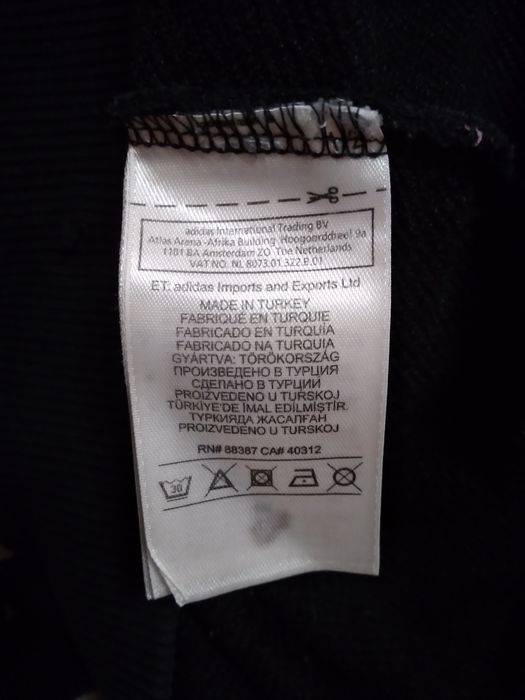 adidas International Trading BV
Atlas Arena -Afrika Building Hoogoorddreef 9a
1101 BA Amsterdam ZO The Netherlands
VAT NO. NL 8073.01.322.B.01
ET. adidas Imports and Exports Ltd
MADE IN TURKEY
FABRIQUÉ EN TURQUIE
FABRICADO EN TURQUÍA
FABRICADO NA TURQUIA
GYÁRTVA: TÖRÖKORSZÁG
ПРОИЗВЕДЕНО В ТУРЦИЯ
СДЕЛАНО В ТУРЦИИ
PROIZVEDENO U TURSKOJ
TÜRKİYE'DE İMAL EDİLMİŞTİR.
ТУРКИЯДА ЖАСАЛҒАН
PROIZVEDENO U TURSKOJ
RN# 88387 CA# 40312
30